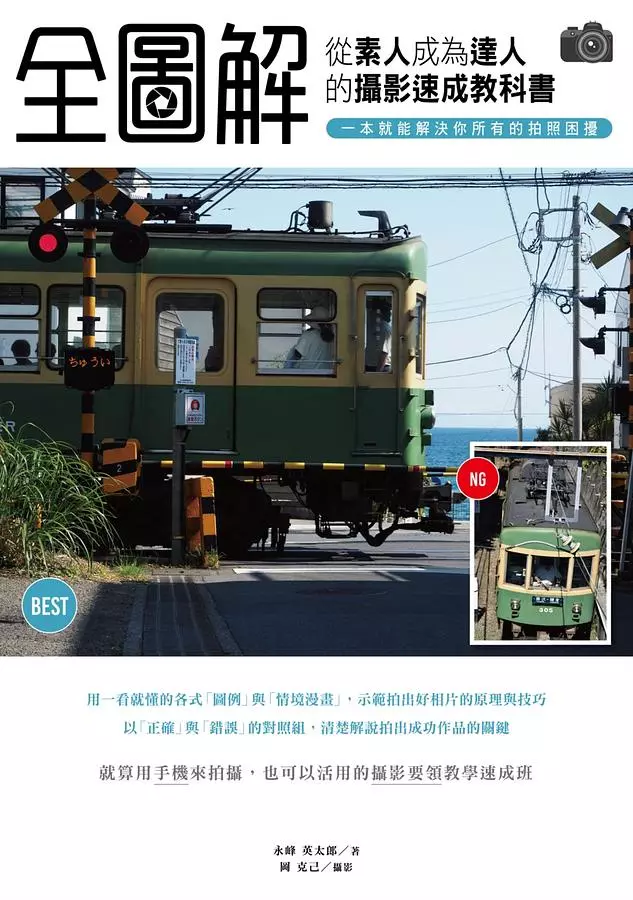 全圖解
從素人成為達人
的攝影速成教科書
一本就能解決你所有的拍照困擾
ちゅうい
2
R
NG
305
BEST
用一看就懂的各式「圖例」與「情境漫畫」，示範拍出好相片的原理與技巧
以「正確」與「錯誤」的對照組，清楚解說拍出成功作品的關鍵
就算用手機來拍攝，也可以活用的攝影要領教學速成班
永峰 英太郎／著
岡 克己／攝影